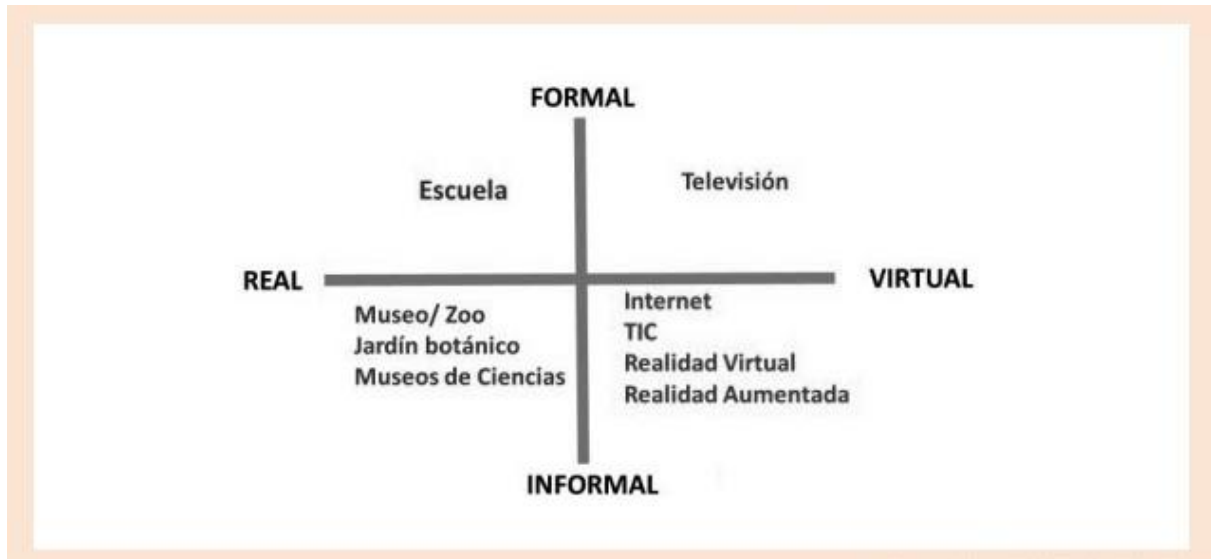 FORMAL
Escuela
Televisión
REAL
VIRTUAL
Museo/ Zoo
Jardín botánico
Museos de Ciencias
Internet
TIC
Realidad Virtual
Realidad Aumentada
INFORMAL